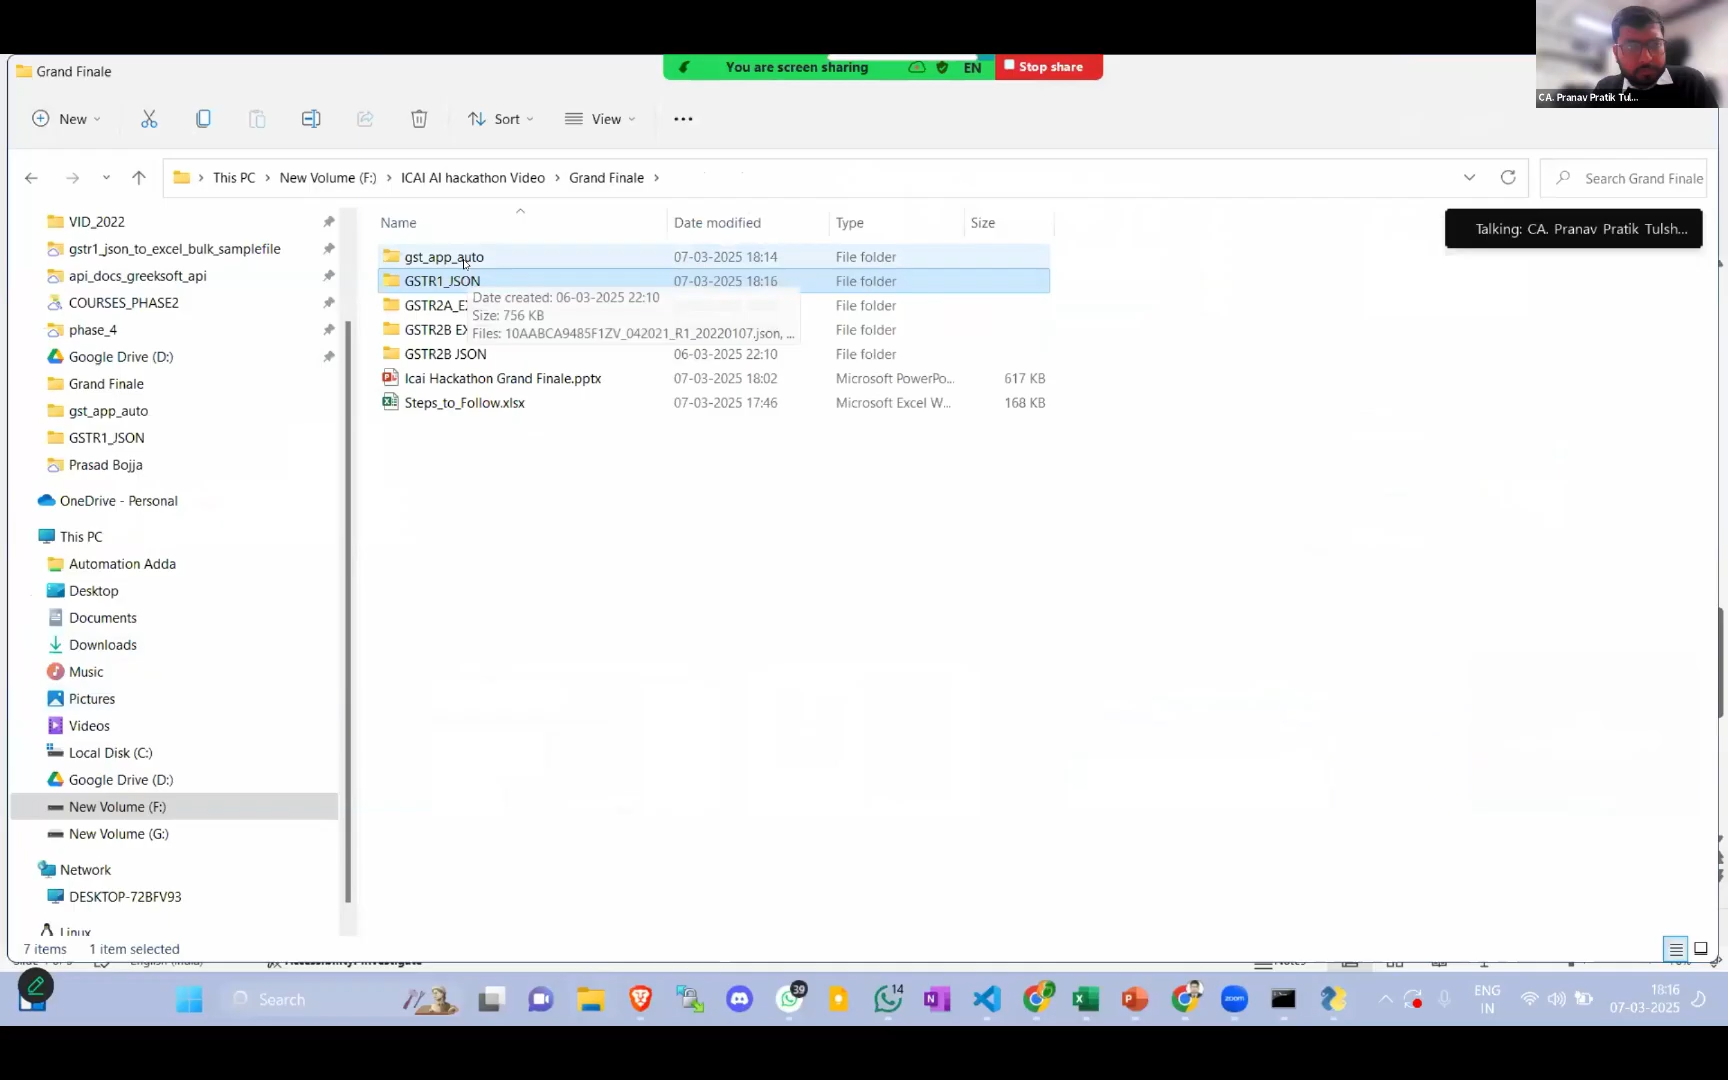 CA. Pranav Pratik Tul...
Grand Finale
You are screen sharing
EN
Stop share
New
Sort
View
This PC
New Volume (F:)
ICAI AI hackathon Video
Grand Finale
Search Grand Finale
Talking: CA. Pranav Pratik Tulsh...
Name
Date modified
Type
Size
gst_app_auto
07-03-2025 18:14
File folder
GSTR1_JSON
07-03-2025 18:16
File folder
GSTR2A_E
File folder
GSTR2B EX
File folder
GSTR2B JSON
06-03-2025 22:10
File folder
Icai Hackathon Grand Finale.pptx
07-03-2025 18:02
Microsoft PowerPo...
617 KB
Steps_to_Follow.xlsx
07-03-2025 17:46
Microsoft Excel W...
168 KB
Date created: 06-03-2025 22:10
Size: 756 KB
Files: 10AABCA9485F1ZV_042021_R1_20220107.json, ...
VID_2022
gstr1_json_to_excel_bulk_samplefile
api_docs_greeksoft_api
COURSES_PHASE2
phase_4
Google Drive (D:)
Grand Finale
gst_app_auto
GSTR1_JSON
Prasad Bojja
OneDrive - Personal
This PC
Automation Adda
Desktop
Documents
Downloads
Music
Pictures
Videos
Local Disk (C:)
Google Drive (D:)
New Volume (F:)
New Volume (G:)
Network
DESKTOP-72BFV93
Linux
7 items
1 item selected
Search
39
14
zoom
ENG
IN
18:16
07-03-2025